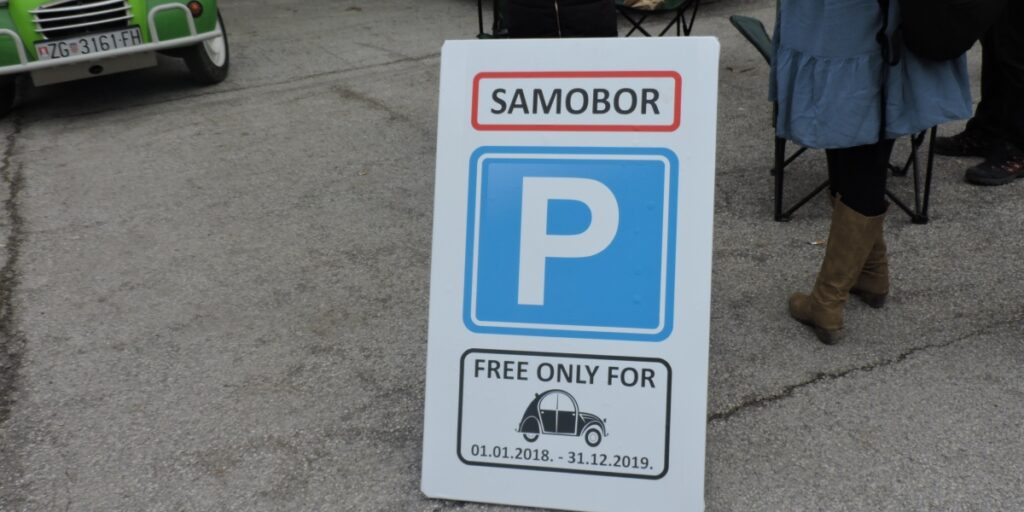 ZG 3161-FH
SAMOBOR
P
FREE ONLY FOR
01.01.2018. - 31.12.2019.